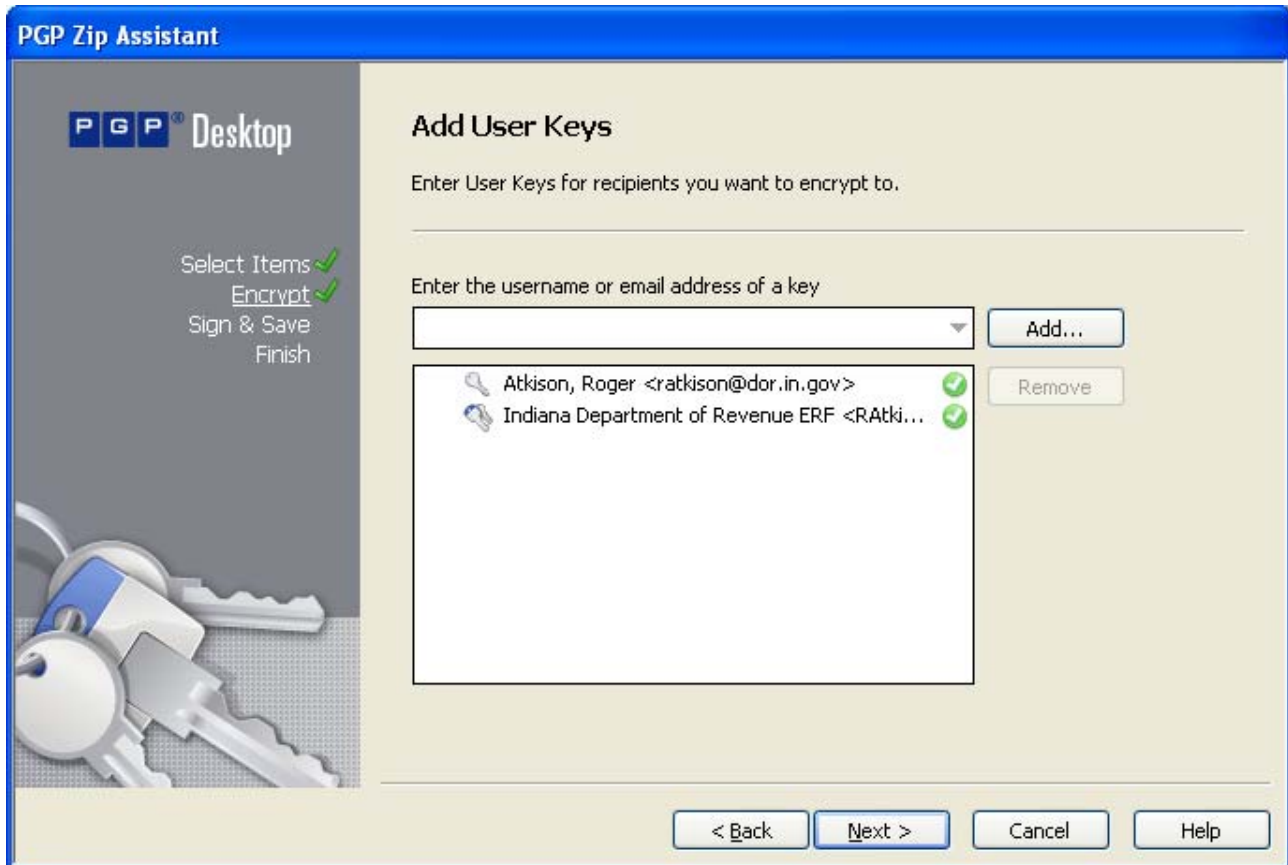 PGP Zip Assistant
PGP® Desktop
Select Items
Encrypt
Sign & Save
Finish
Add User Keys
Enter User Keys for recipients you want to encrypt to.
Enter the username or email address of a key
Add...
Atkison, Roger <ratkison@dor.in.gov>
Indiana Department of Revenue ERF <RAtki...
Remove
< Back
Next >
Cancel
Help